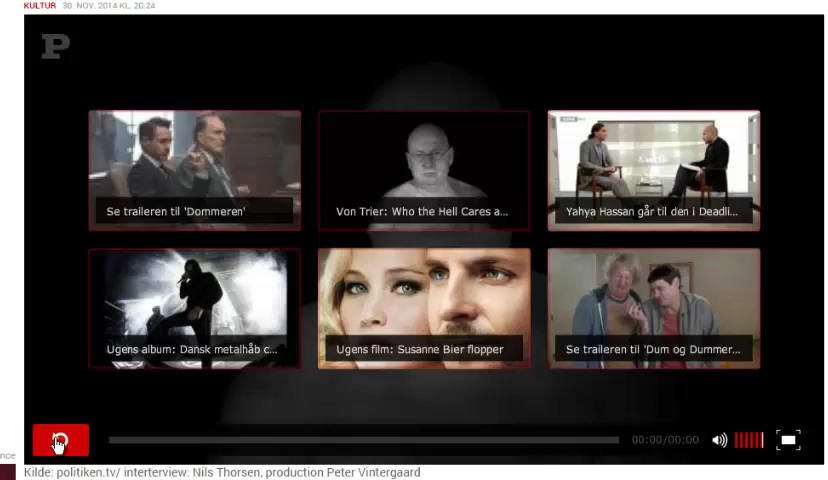 KULTUR 30. NOV. 2014 KL. 20.24
P
Se traileren til 'Dommeren'
Von Trier: Who the Hell Cares a...
Yahya Hassan går til den i Deadli...
Ugens album: Dansk metalhåb c...
Ugens film: Susanne Bier flopper
Se traileren til 'Dum og Dummer...
00:00/00:00
nce
Kilde: politiken.tv/ interterview: Nils Thorsen, production Peter Vintergaard